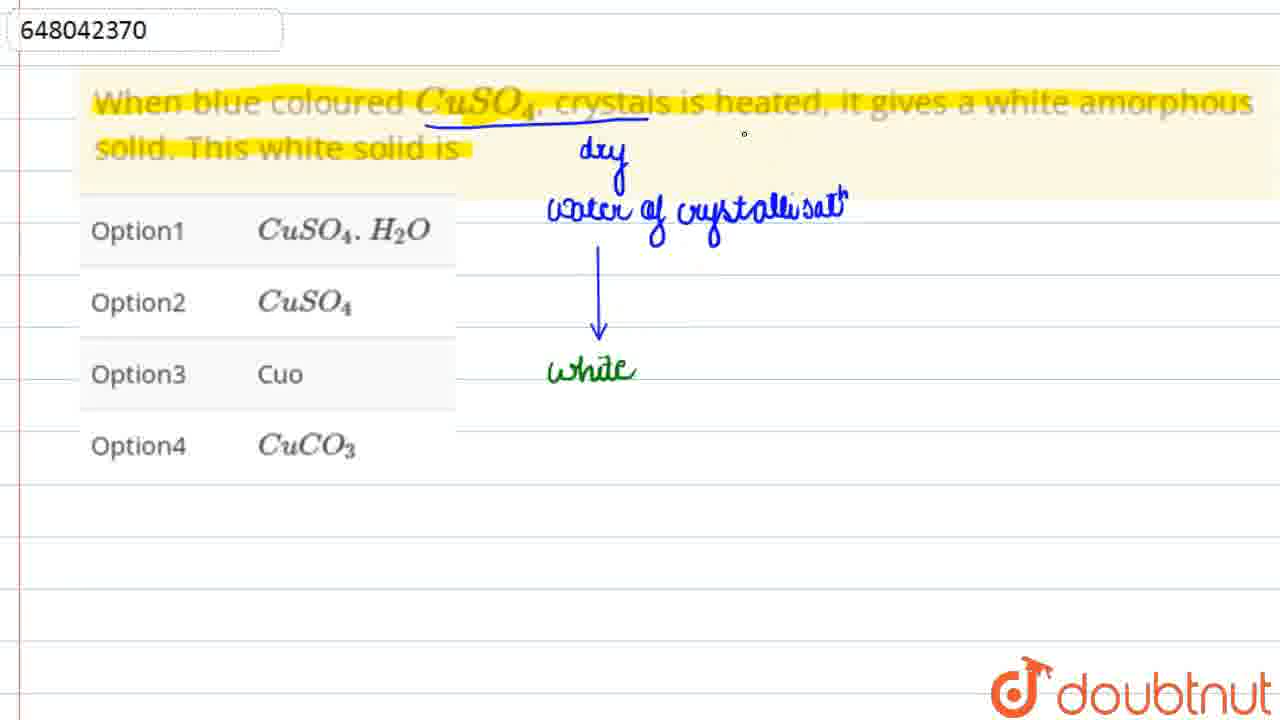 648042370
When blue coloured CuSO₄. crystals is heated, it gives a white amorphous
solid. This white solid is
dry
water of crystallisatⁿ
Option1 CuSO₄. H₂O
Option2 CuSO₄
white
Option3 Cuo
Option4 CuCO₃
doubtnut